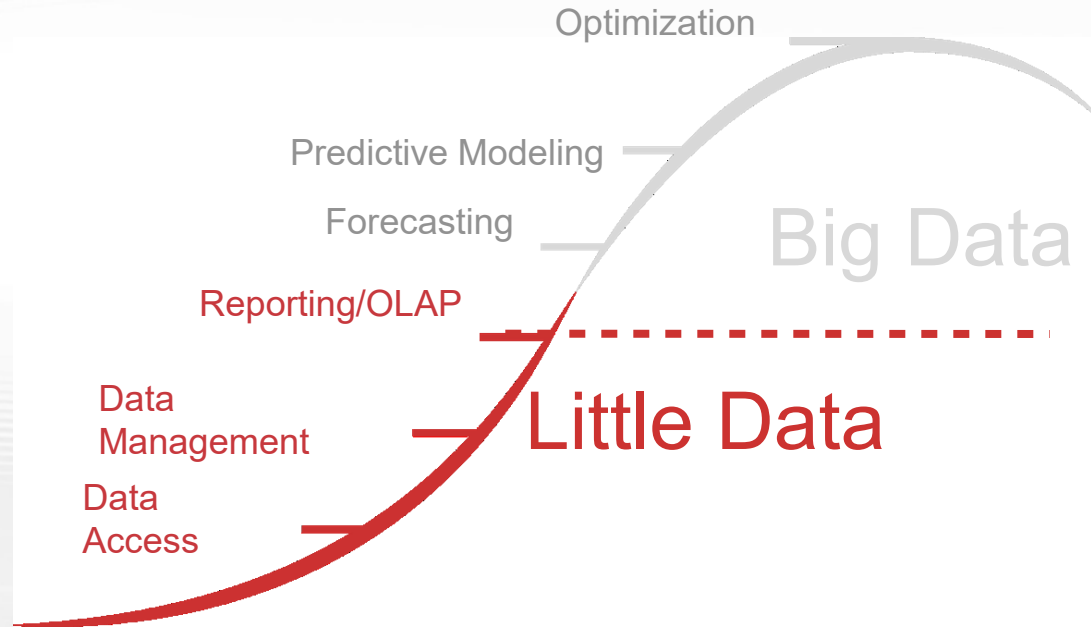 Optimization
Predictive Modeling
Forecasting
Big Data
Reporting/OLAP
Data
Management
Little Data
Data
Access